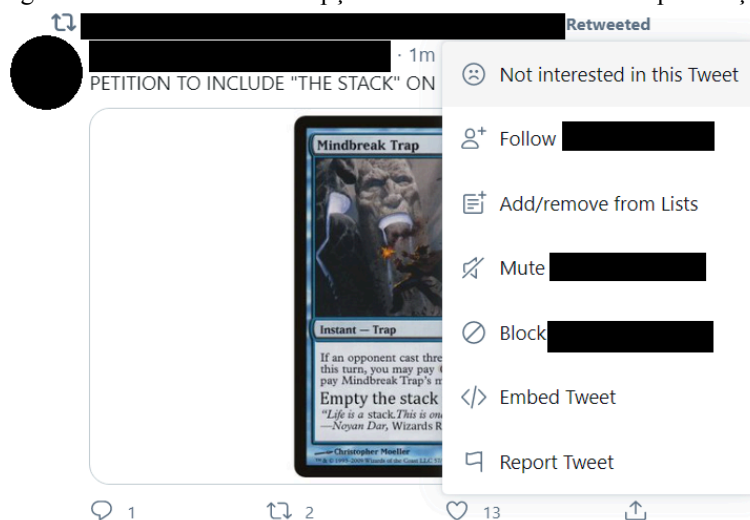 Retweeted
· 1m
PETITION TO INCLUDE "THE STACK" ON
Mindbreak Trap
Instant — Trap
If an opponent cast thre
this turn, you may pay
pay Mindbreak Trap's m
Empty the stack
"Life is a stack. This is one
—Noyan Dar, Wizards R
Christopher Moeller
1
2
13
Not interested in this Tweet
Follow
Add/remove from Lists
Mute
Block
Embed Tweet
Report Tweet